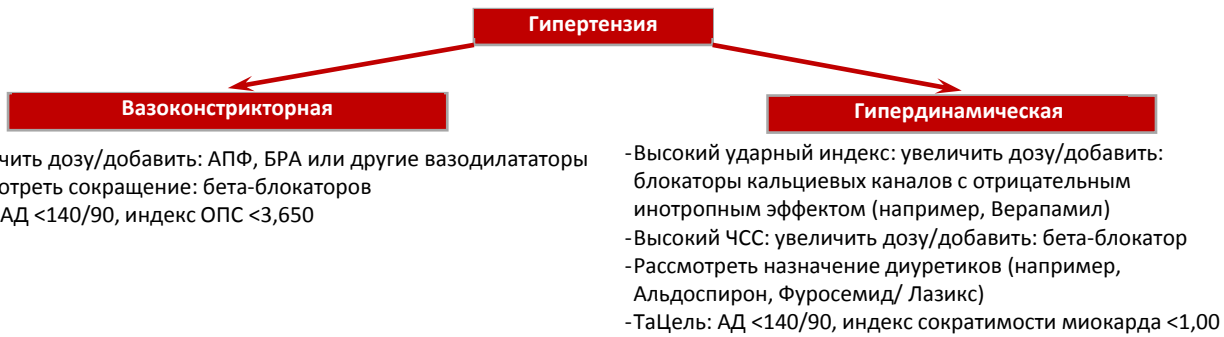 Гипертензия
Вазоконстрикторная
чить дозу/добавить: АПФ, БРА или другие вазодилататоры
отреть сокращение: бета-блокаторов
АД <140/90, индекс ОПС <3,650
Гипердинамическая
-Высокий ударный индекс: увеличить дозу/добавить:
блокаторы кальциевых каналов с отрицательным
инотропным эффектом (например, Верапамил)
-Высокий ЧСС: увеличить дозу/добавить: бета-блокатор
-Рассмотреть назначение диуретиков (например,
Альдоспирон, Фуросемид/ Лазикс)
-ТаЦель: АД <140/90, индекс сократимости миокарда <1,00